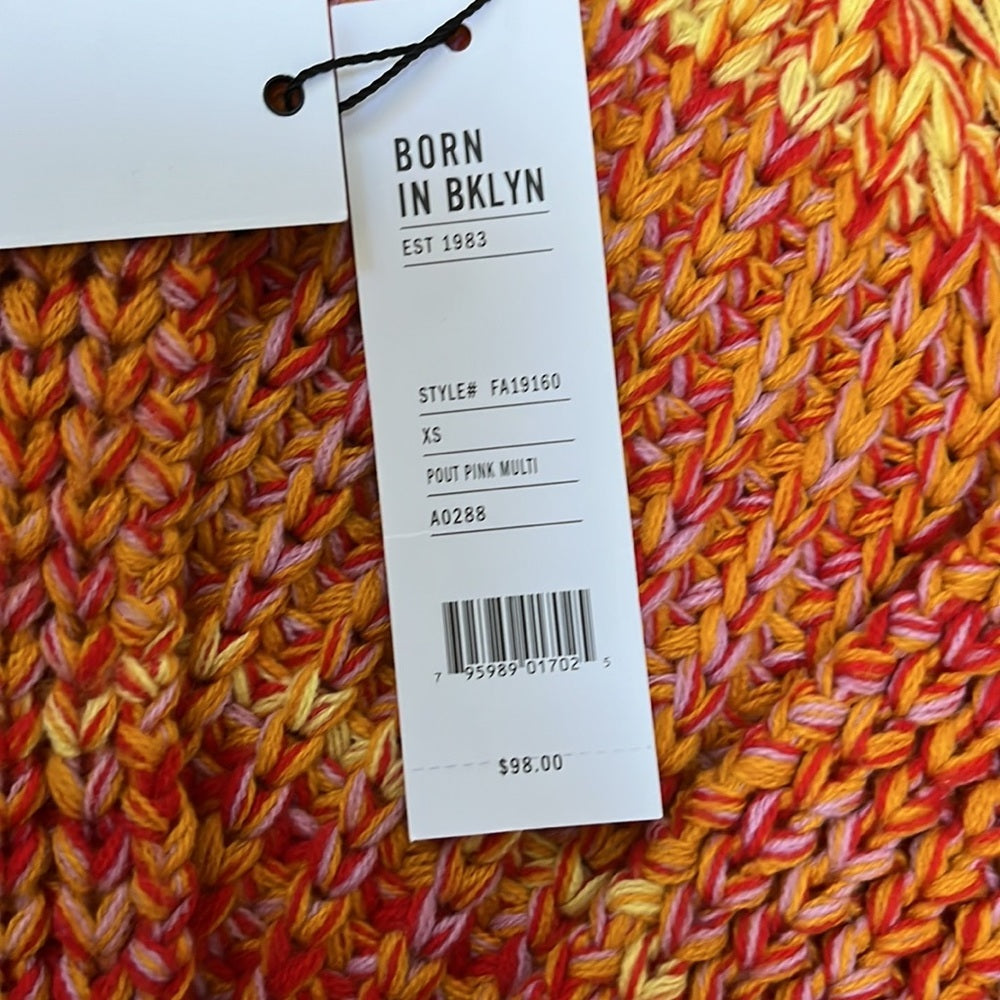 BORN
IN BKLYN
EST 1983
STYLE# FA19160
XS
POUT PINK MULTI
A0288
7 95989 01702 5
$98.00